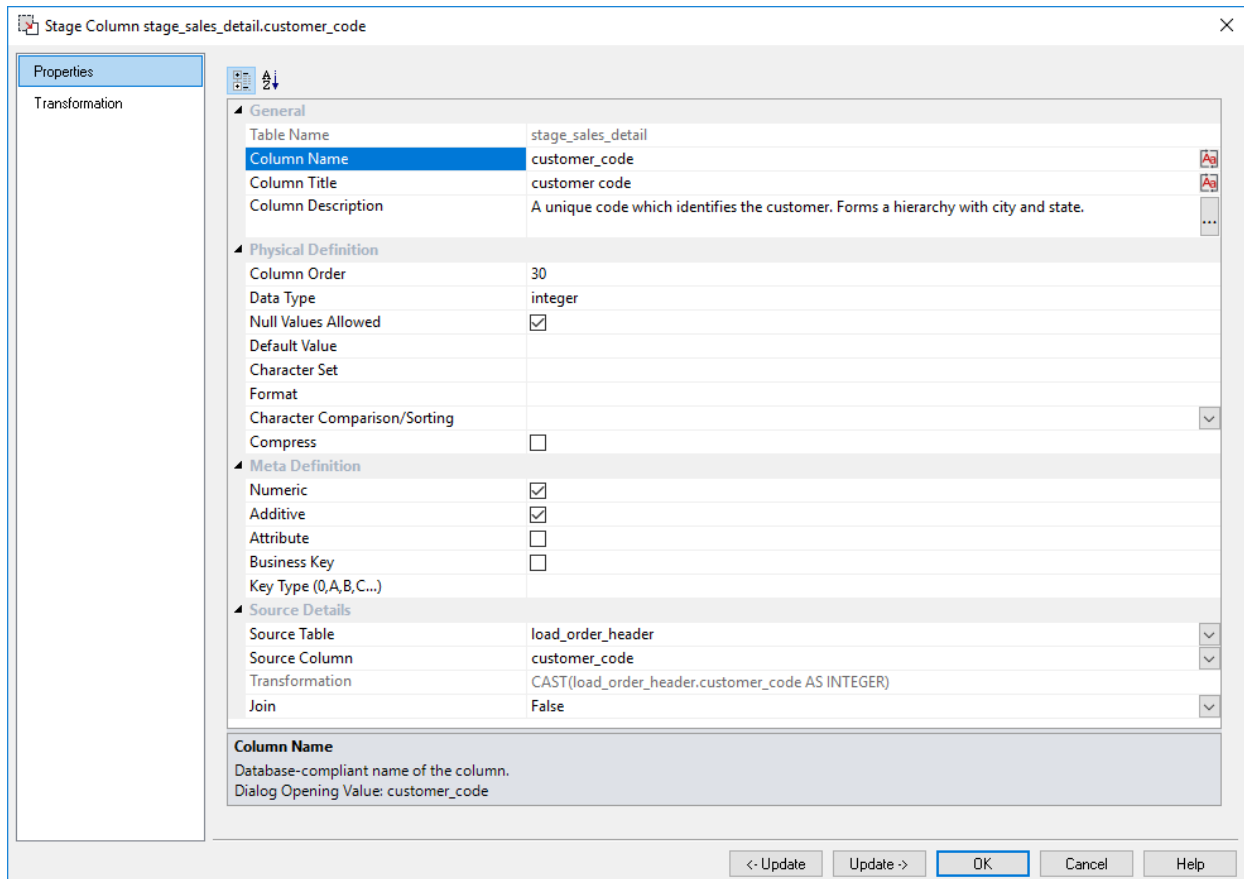 Stage Column stage_sales_detail.customer_code
Properties
Transformation
General
Table Name stage_sales_detail
Column Name customer_code
Column Title customer code
Column Description A unique code which identifies the customer. Forms a hierarchy with city and state.
...
Physical Definition
Column Order 30
Data Type integer
Null Values Allowed
Default Value
Character Set
Format
Character Comparison/Sorting
Compress
Meta Definition
Numeric
Additive
Attribute
Business Key
Key Type (0,A,B,C...)
Source Details
Source Table load_order_header
Source Column customer_code
Transformation CAST(load_order_header.customer_code AS INTEGER)
Join False
Column Name
Database-compliant name of the column.
Dialog Opening Value: customer_code
<- Update Update -> OK Cancel Help